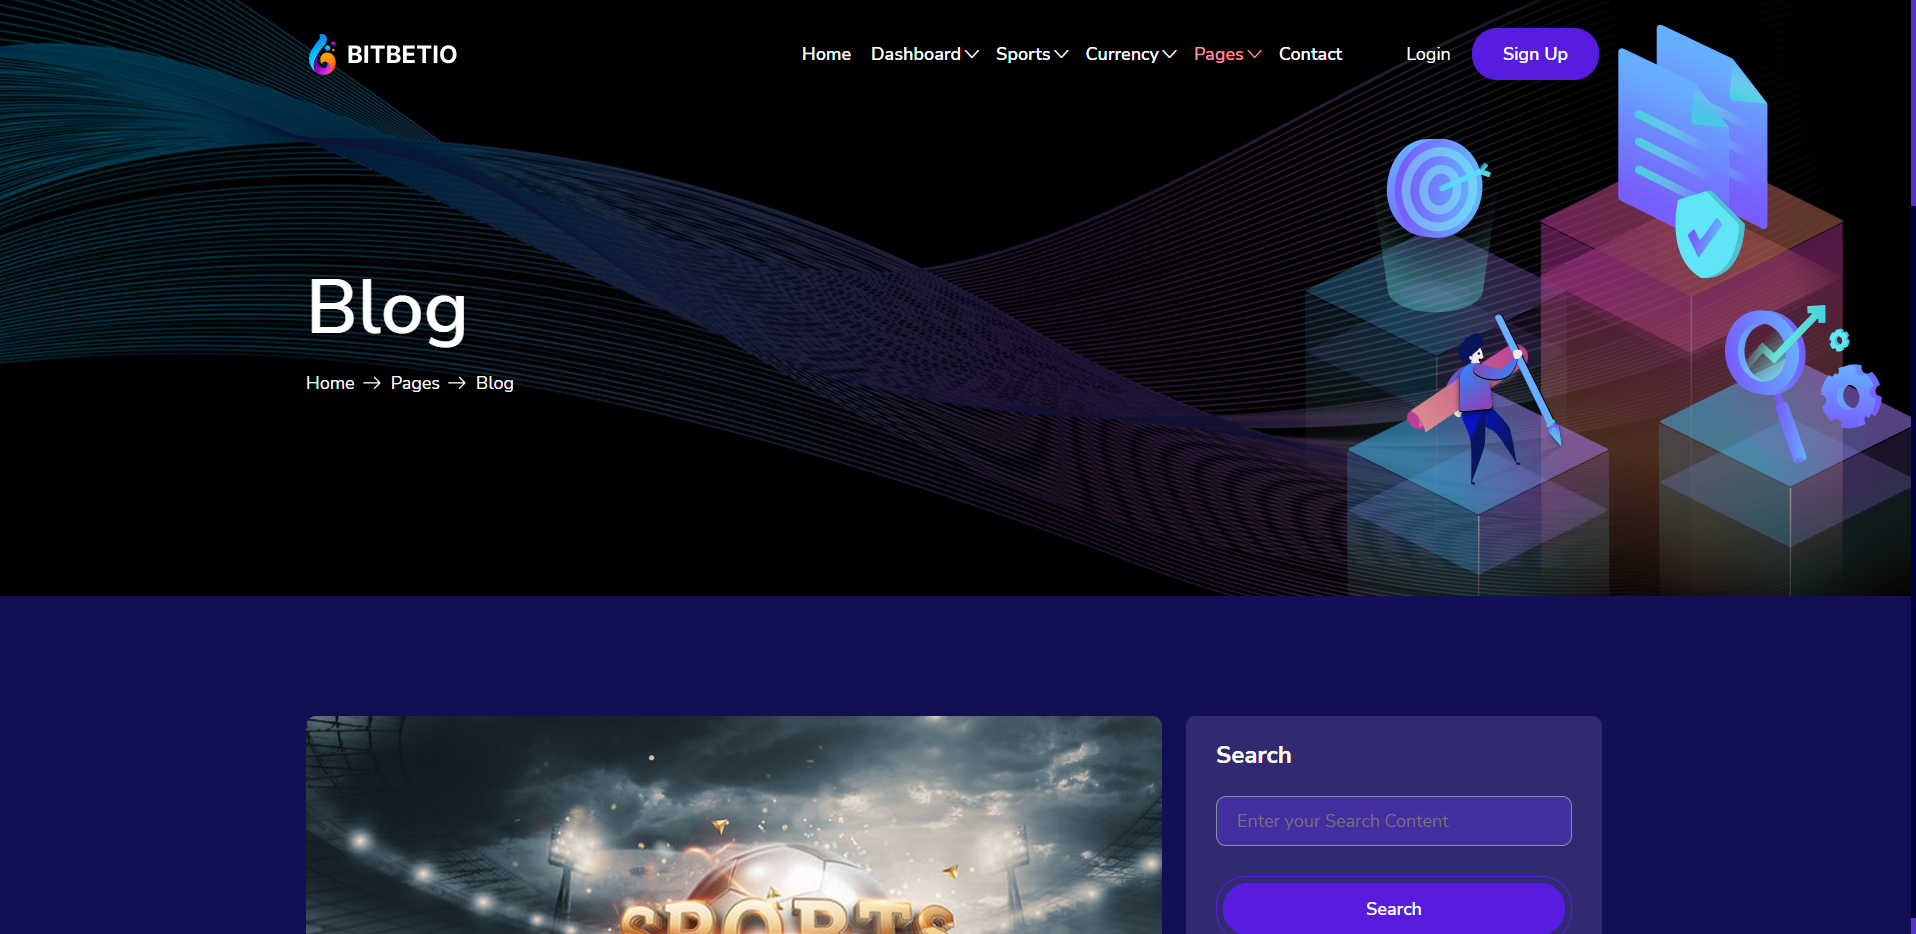 BITBETIO
Home Dashboard Sports Currency Pages Contact Login Sign Up
Blog
Home → Pages → Blog
Search
Enter your Search Content
Search
SPORTS